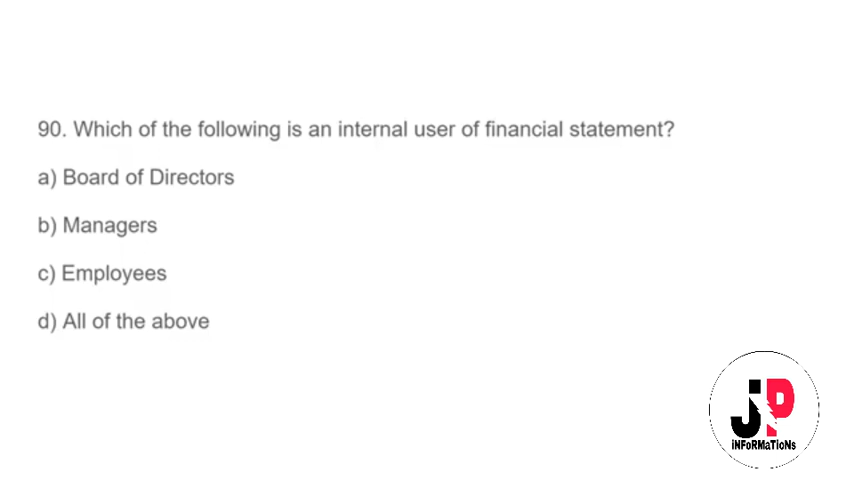 90. Which of the following is an internal user of financial statement?
a) Board of Directors
b) Managers
c) Employees
d) All of the above
JP
iNFoRMaTioNs